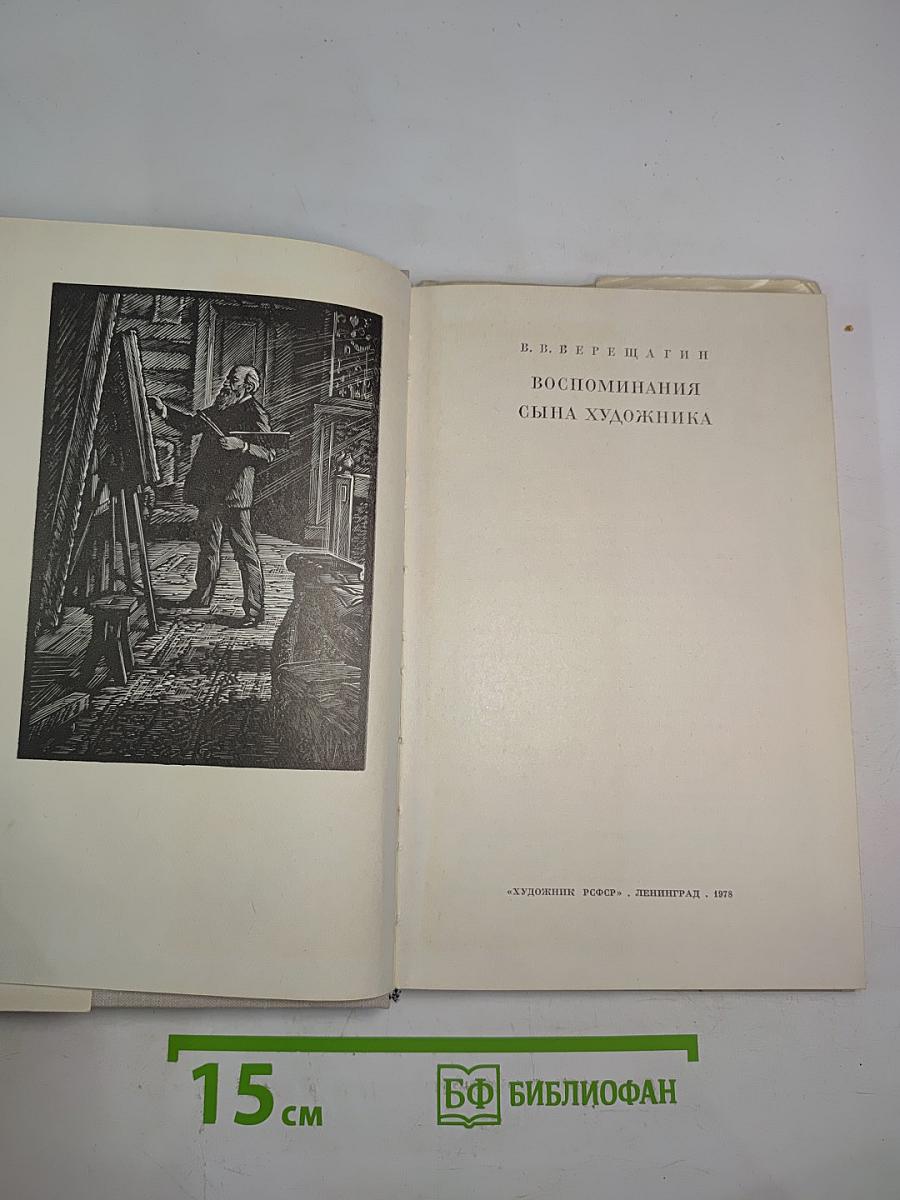 В. В. ВЕРЕЩАГИН
ВОСПОМИНАНИЯ
СЫНА ХУДОЖНИКА
«ХУДОЖНИК РСФСР» . ЛЕНИНГРАД . 1978
15 см
БФ БИБЛИОФАН